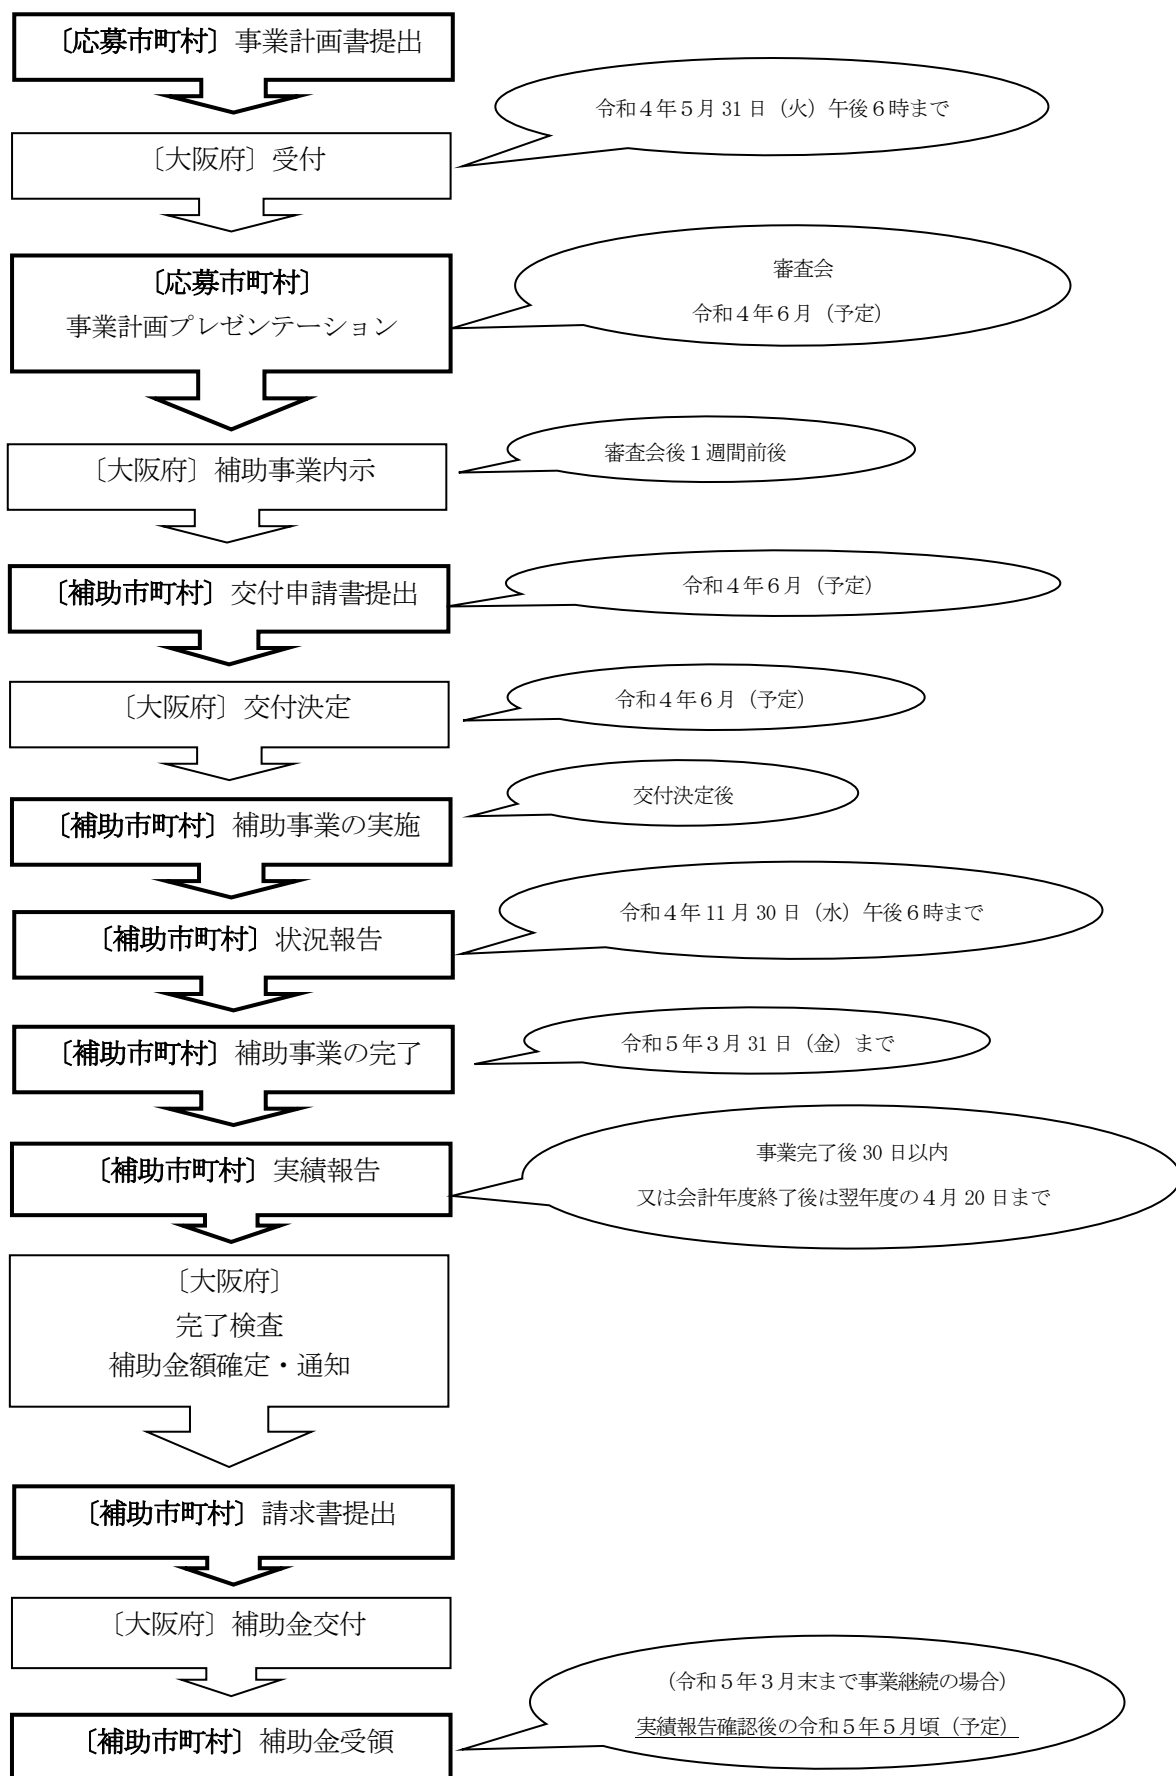 〔応募市町村〕事業計画書提出
令和４年５月 31 日（火）午後６時まで
〔大阪府〕受付
〔応募市町村〕
事業計画プレゼンテーション
審査会
令和４年６月（予定）
〔大阪府〕補助事業内示
審査会後１週間前後
〔補助市町村〕交付申請書提出
令和４年６月（予定）
〔大阪府〕交付決定
令和４年６月（予定）
交付決定後
〔補助市町村〕補助事業の実施
〔補助市町村〕状況報告
令和４年 11 月 30 日（水）午後６時まで
〔補助市町村〕補助事業の完了
令和５年３月 31 日（金）まで
〔補助市町村〕実績報告
事業完了後 30 日以内
又は会計年度終了後は翌年度の４月 20 日まで
〔大阪府〕
完了検査
補助金額確定・通知
〔補助市町村〕請求書提出
〔大阪府〕補助金交付
〔補助市町村〕補助金受領
（令和５年３月末まで事業継続の場合）
実績報告確認後の令和５年５月頃（予定）